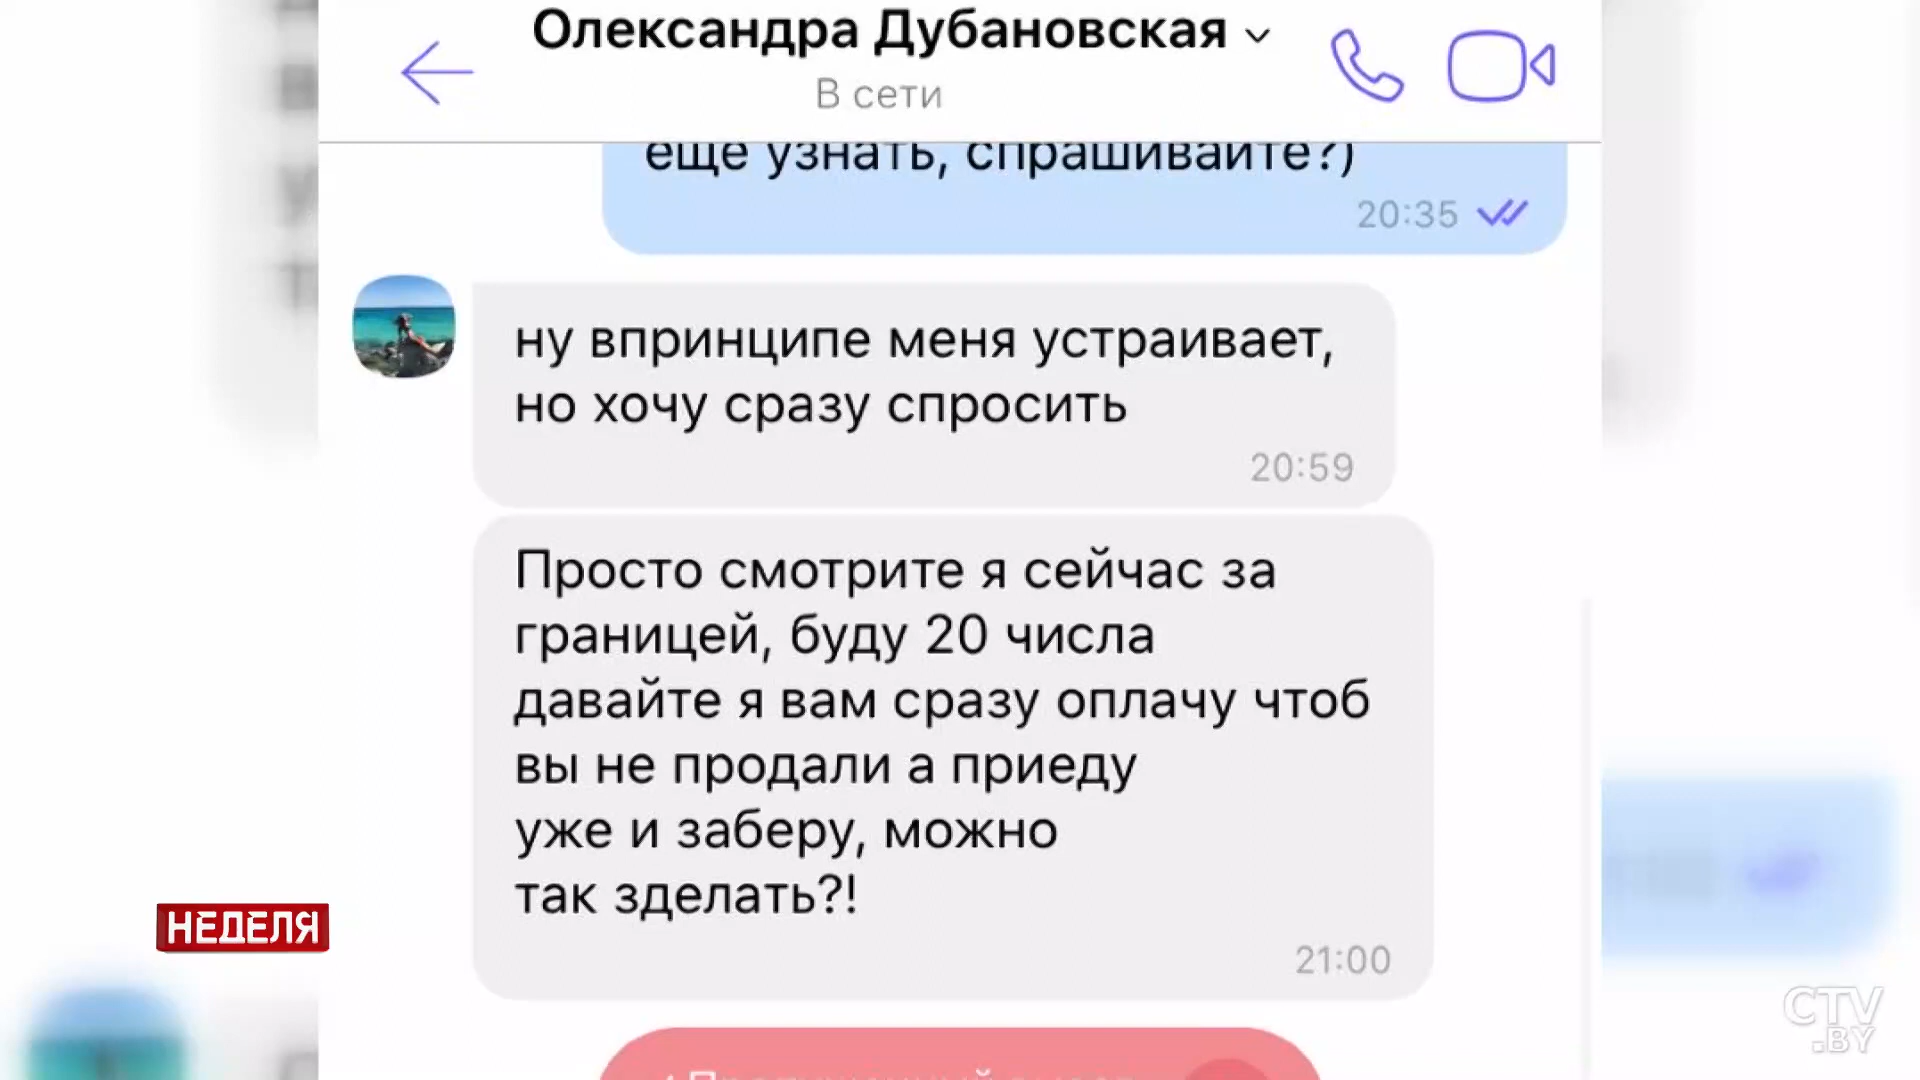 Олександра Дубановская
В сети
еще узнать, спрашивайте?)
20:35
ну впринципе меня устраивает,
но хочу сразу спросить
20:59
Просто смотрите я сейчас за
границей, буду 20 числа
давайте я вам сразу оплачу чтоб
вы не продали а приеду
уже и заберу, можно
так зделать?!
21:00
НЕДЕЛЯ
CTV
.BY